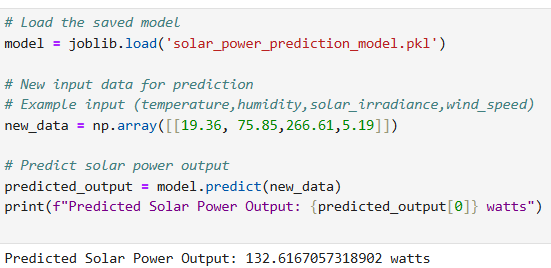 # Load the saved model
model = joblib.load('solar_power_prediction_model.pkl')
# New input data for prediction
# Example input (temperature,humidity,solar_irradiance,wind_speed)
new_data = np.array([[19.36, 75.85,266.61,5.19]])
# Predict solar power output
predicted_output = model.predict(new_data)
print(f"Predicted Solar Power Output: {predicted_output[0]} watts")
Predicted Solar Power Output: 132.6167057318902 watts